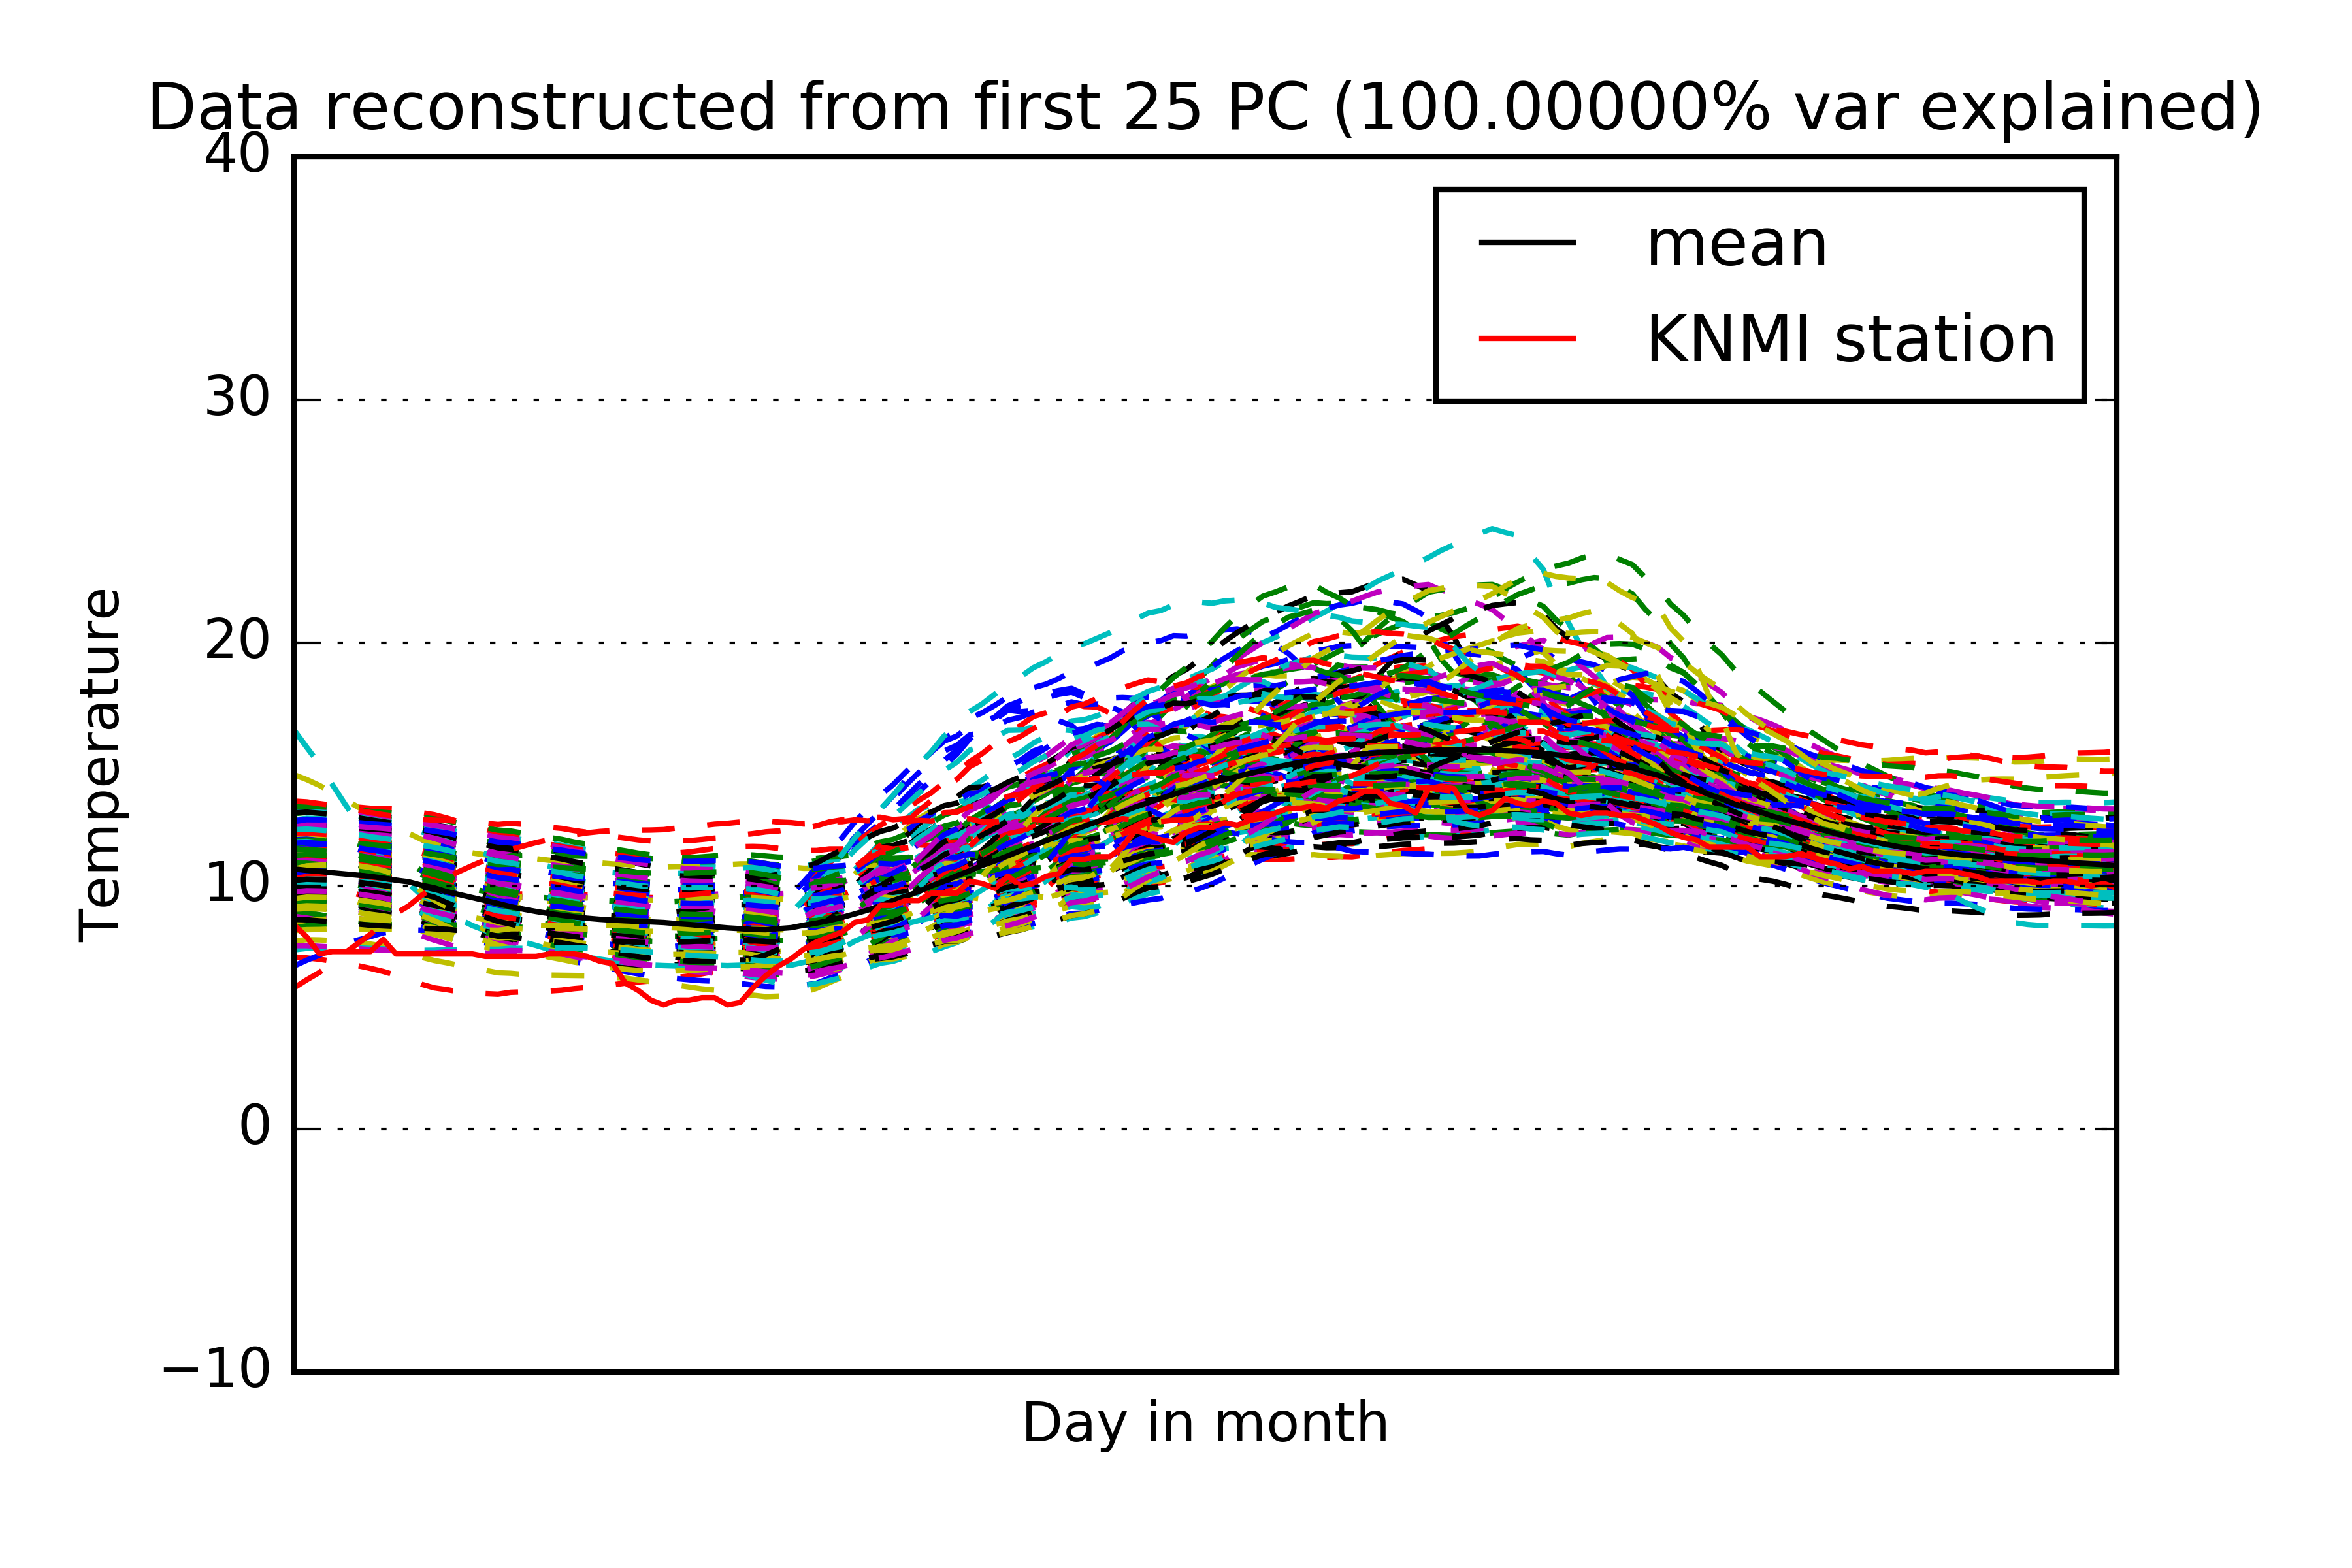 Data reconstructed from first 25 PC (100.00000% var explained)
40
30
20
10
0
−10
Temperature
mean
KNMI station
Day in month